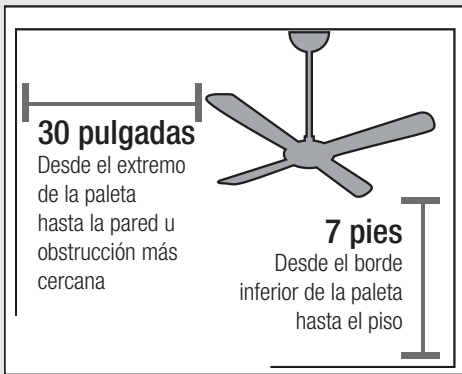 30 pulgadas
Desde el extremo
de la paleta
hasta la pared u
obstrucción más
cercana
7 pies
Desde el borde
inferior de la paleta
hasta el piso